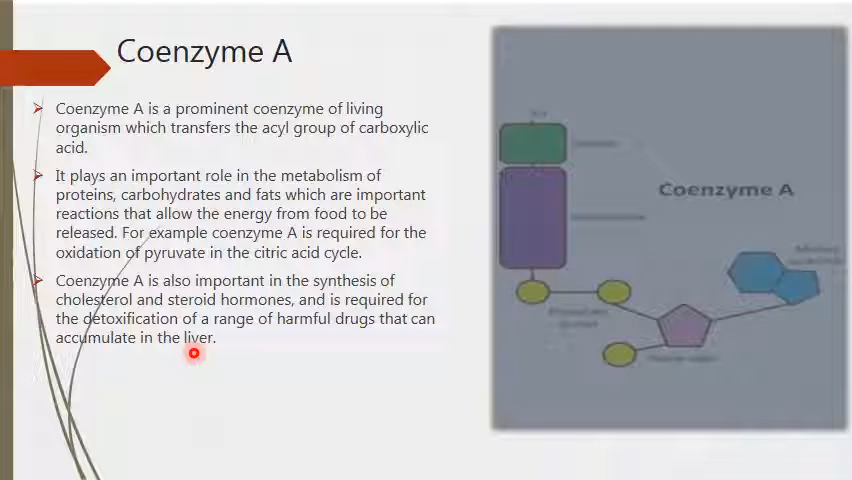 Coenzyme A
Coenzyme A is a prominent coenzyme of living
organism which transfers the acyl group of carboxylic
acid.
It plays an important role in the metabolism of
proteins, carbohydrates and fats which are important
reactions that allow the energy from food to be
released. For example coenzyme A is required for the
oxidation of pyruvate in the citric acid cycle.
Coenzyme A is also important in the synthesis of
cholesterol and steroid hormones, and is required for
the detoxification of a range of harmful drugs that can
accumulate in the liver.
Coenzyme A